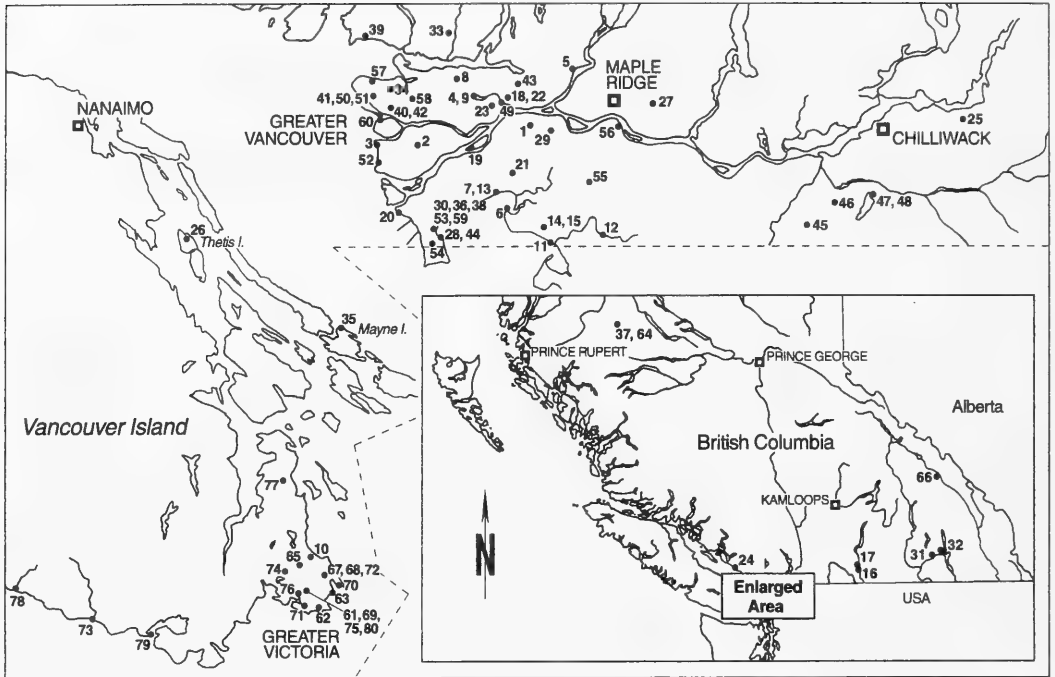 39
33
5
MAPLE
RIDGE
57
8
43
34
27
NANAIMO
41, 50, 51
58
4, 9
18, 22
25
GREATER
VANCOUVER
40, 42
23
49
60
CHILLIWACK
3
2
1
29
56
52
19
21
55
7, 13
46
47, 48
20
30, 36, 38
6
53, 59
14, 15
45
28, 44
12
54
11
26
Thetis I.
35
Mayne I.
37, 64
PRINCE RUPERT
PRINCE GEORGE
Alberta
Vancouver Island
British Columbia
66
77
KAMLOOPS
N
10
65
74
67, 68, 72
70
76
63
61, 69,
75, 80
71
62
GREATER
VICTORIA
78
73
79
24
17
16
31
32
Enlarged
Area
USA